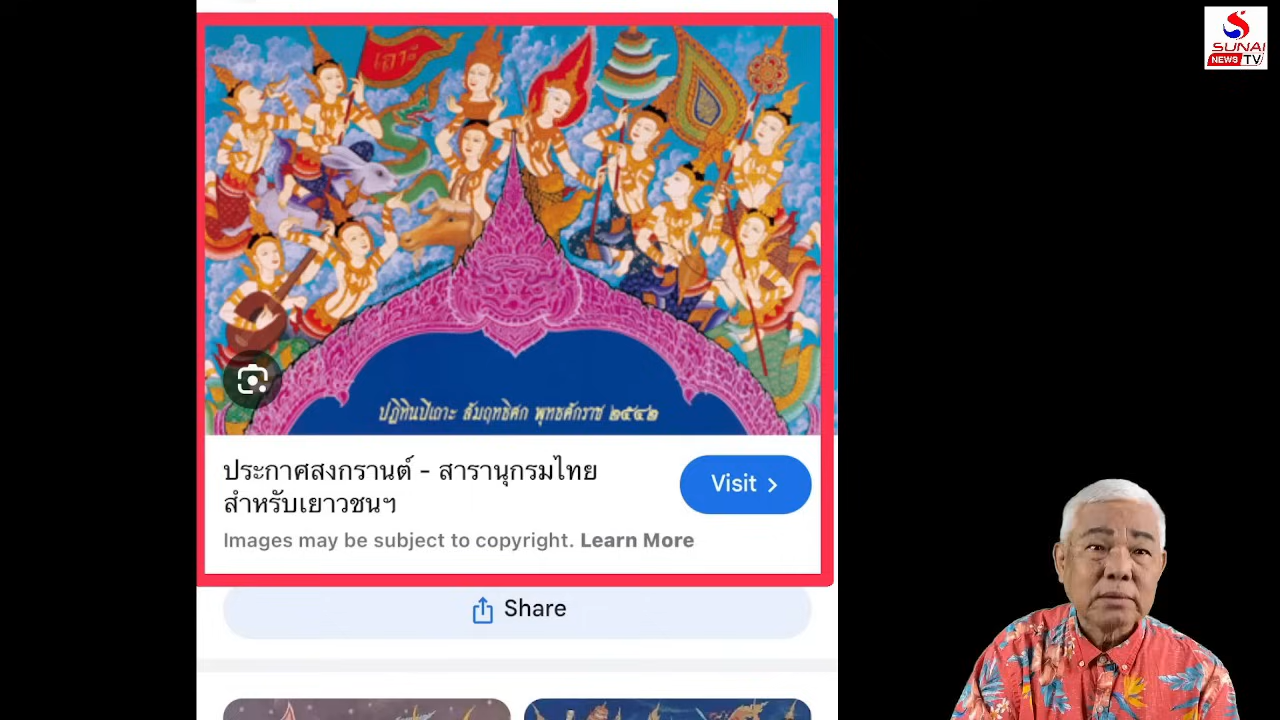 SUNAI
NEWS TV
เถาะ
ปฏิทินปีเถาะ สัมฤทธิศก พุทธศักราช ๒๕๔๒
ประกาศสงกรานต์ - สารานุกรมไทย
สำหรับเยาวชนฯ
Visit
Images may be subject to copyright. Learn More
Share